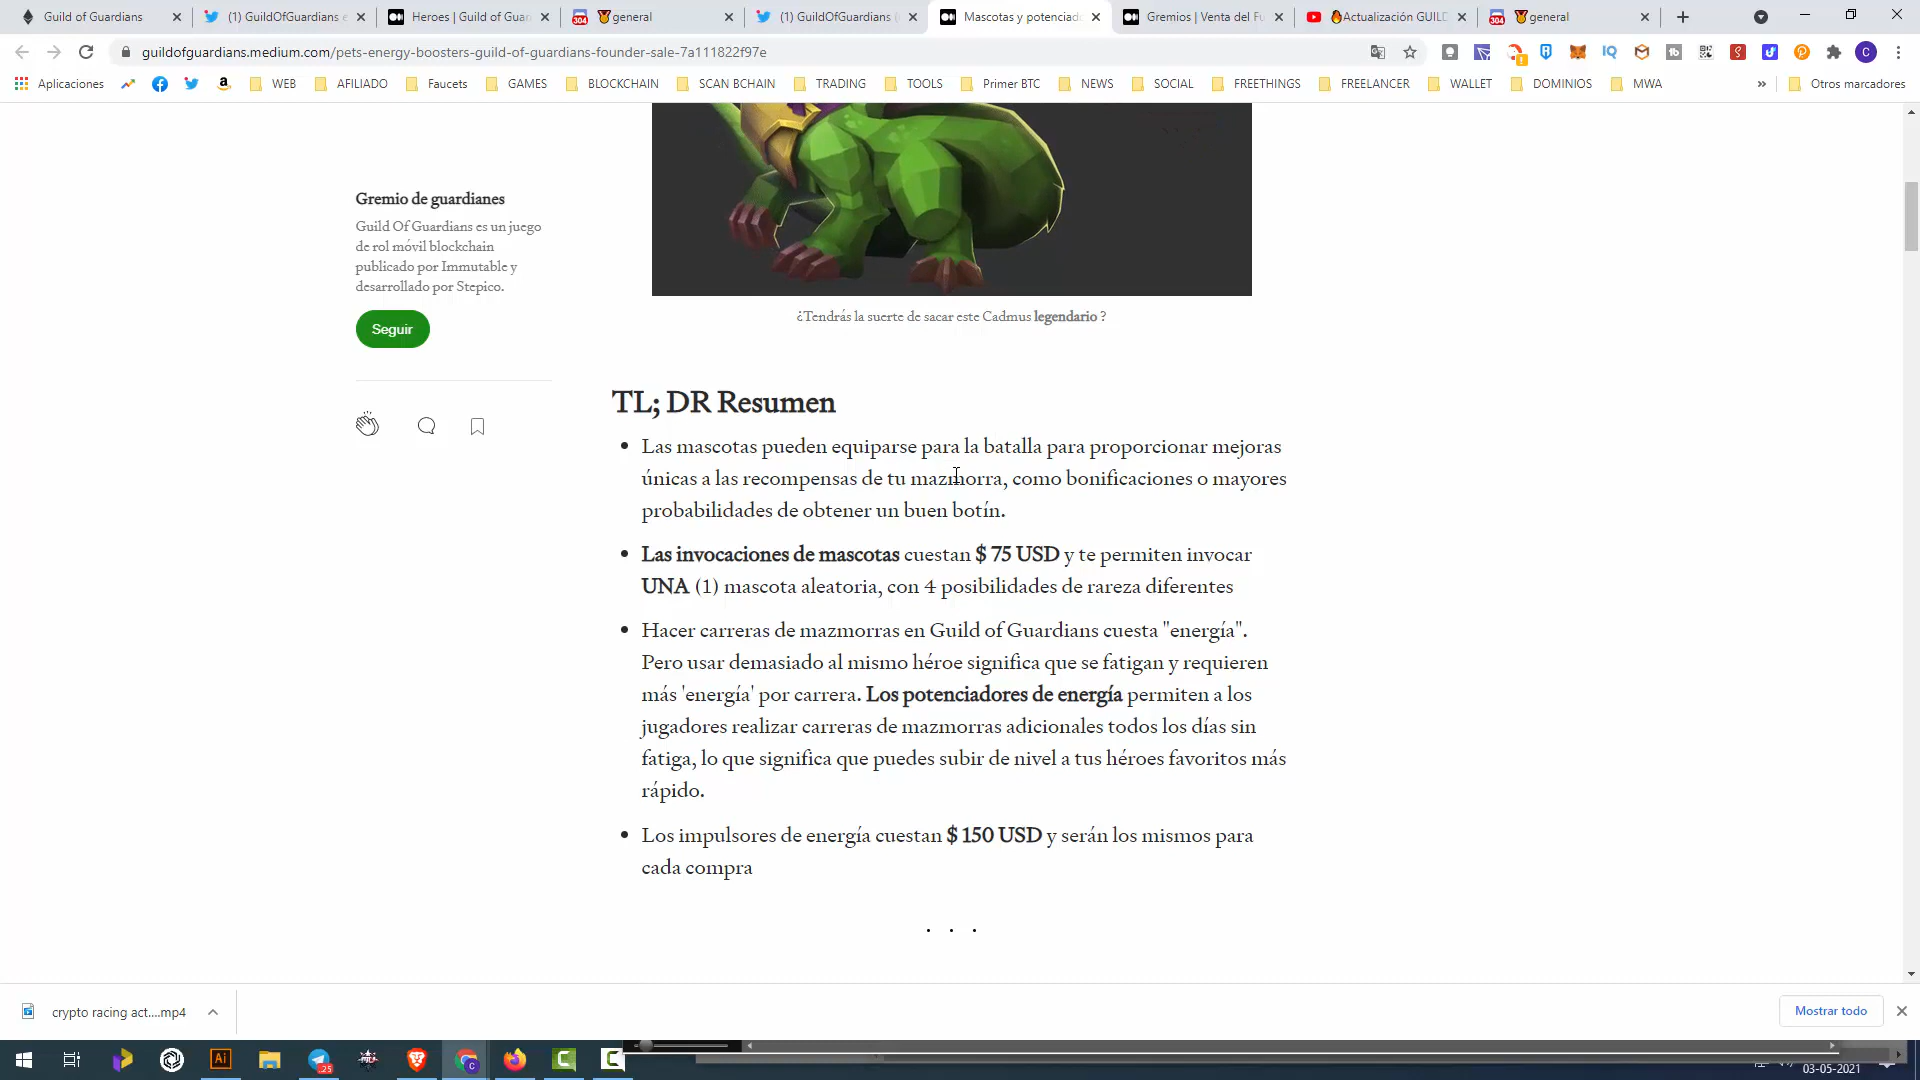 Guild of Guardians
(1) GuildOfGuardians e
Heroes | Guild of Gua
general
(1) GuildOfGuardians (
Mascotas y potenciado
Gremios | Venta del Fu
Actualización GUILD
general
guildofguardians.medium.com/pets-energy-boosters-guild-of-guardians-founder-sale-7a111822f97e
Aplicaciones
WEB
AFILIADO
Faucets
GAMES
BLOCKCHAIN
SCAN BCHAIN
TRADING
TOOLS
Primer BTC
NEWS
SOCIAL
FREETHINGS
FREELANCER
WALLET
DOMINIOS
MWA
»
Otros marcadores
Gremio de guardianes
Guild Of Guardians es un juego
de rol móvil blockchain
publicado por Immutable y
desarrollado por Stepico.
Seguir
¿Tendrás la suerte de sacar este Cadmus legendario ?
TL; DR Resumen
• Las mascotas pueden equiparse para la batalla para proporcionar mejoras
únicas a las recompensas de tu mazmorra, como bonificaciones o mayores
probabilidades de obtener un buen botín.
• Las invocaciones de mascotas cuestan $ 75 USD y te permiten invocar
UNA (1) mascota aleatoria, con 4 posibilidades de rareza diferentes
• Hacer carreras de mazmorras en Guild of Guardians cuesta "energía".
Pero usar demasiado al mismo héroe significa que se fatigan y requieren
más 'energía' por carrera. Los potenciadores de energía permiten a los
jugadores realizar carreras de mazmorras adicionales todos los días sin
fatiga, lo que significa que puedes subir de nivel a tus héroes favoritos más
rápido.
• Los impulsores de energía cuestan $ 150 USD y serán los mismos para
cada compra
. . .
crypto racing act....mp4
Mostrar todo
03-05-2021